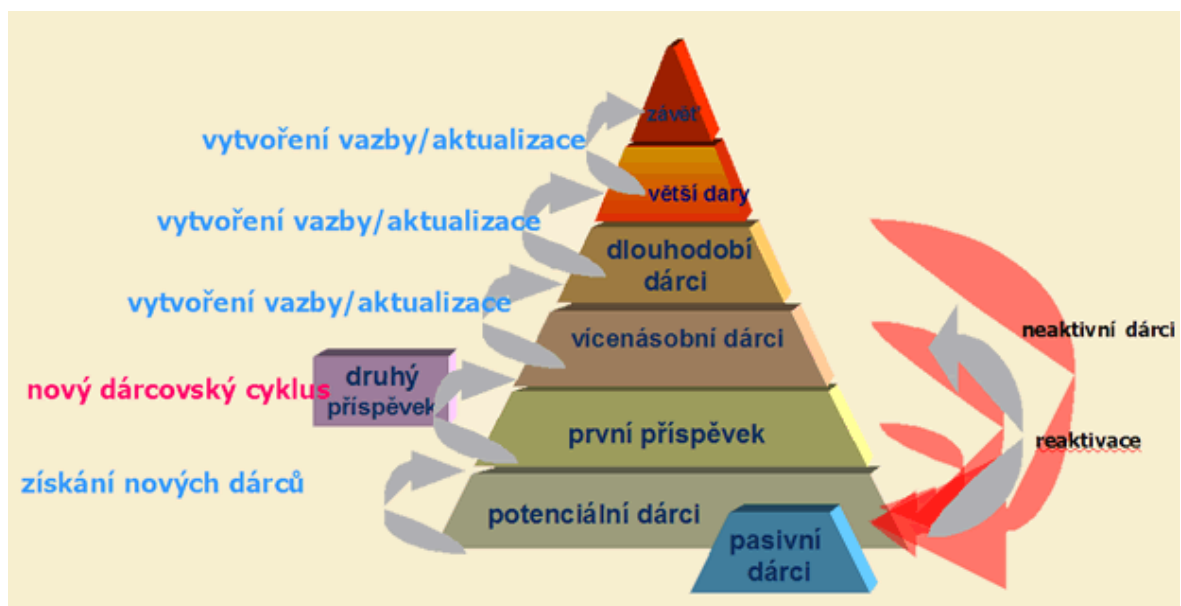 závěť
vytvoření vazby/aktualizace
větší dary
vytvoření vazby/aktualizace
dlouhodobí
dárci
vytvoření vazby/aktualizace
neaktivní dárci
vícenásobní dárci
druhý
příspěvek
nový dárcovský cyklus
první příspěvek
reaktivace
získání nových dárců
potenciální dárci
pasivní
dárci